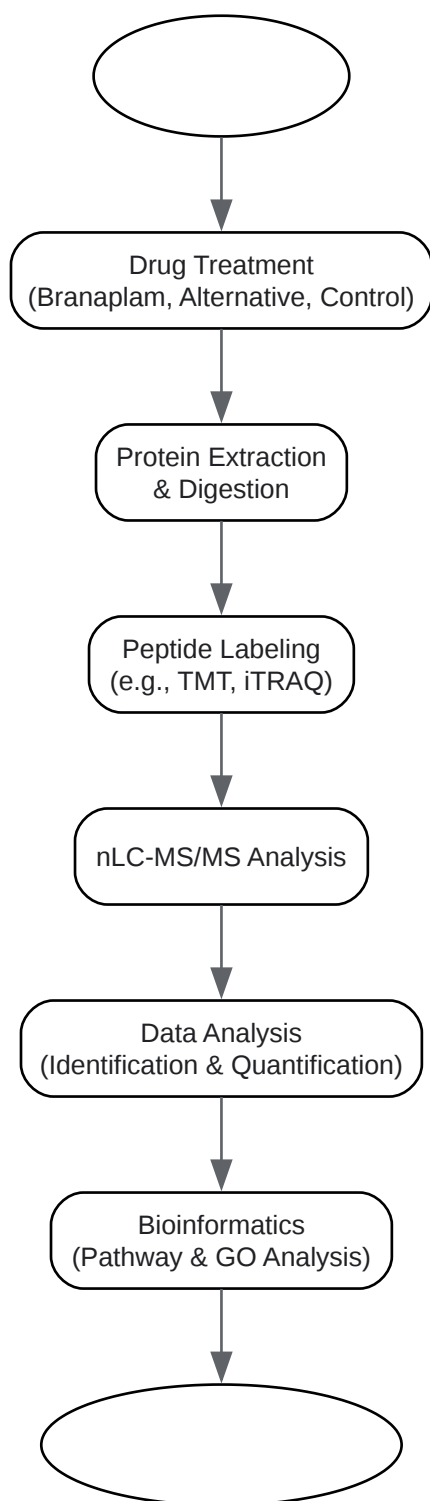 Drug Treatment
(Branaplam, Alternative, Control)
Protein Extraction
& Digestion
Peptide Labeling
(e.g., TMT, iTRAQ)
nLC-MS/MS Analysis
Data Analysis
(Identification & Quantification)
Bioinformatics
(Pathway & GO Analysis)